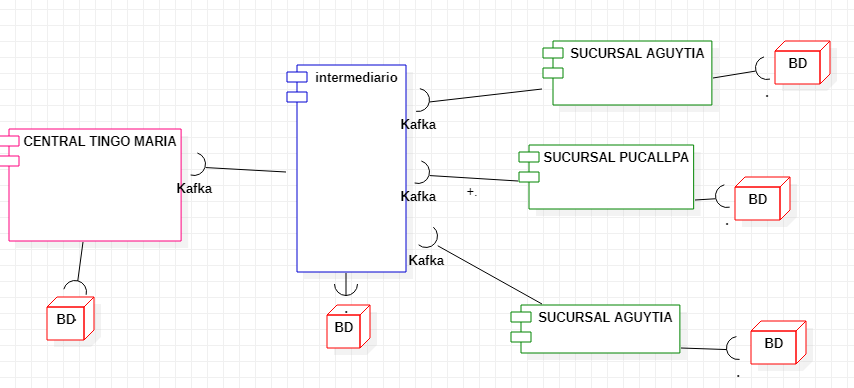 SUCURSAL AGUYTIA
BD
intermediario
Kafka
CENTRAL TINGO MARIA
Kafka
SUCURSAL PUCALLPA
Kafka
+.
BD
Kafka
BD
BD
SUCURSAL AGUYTIA
BD